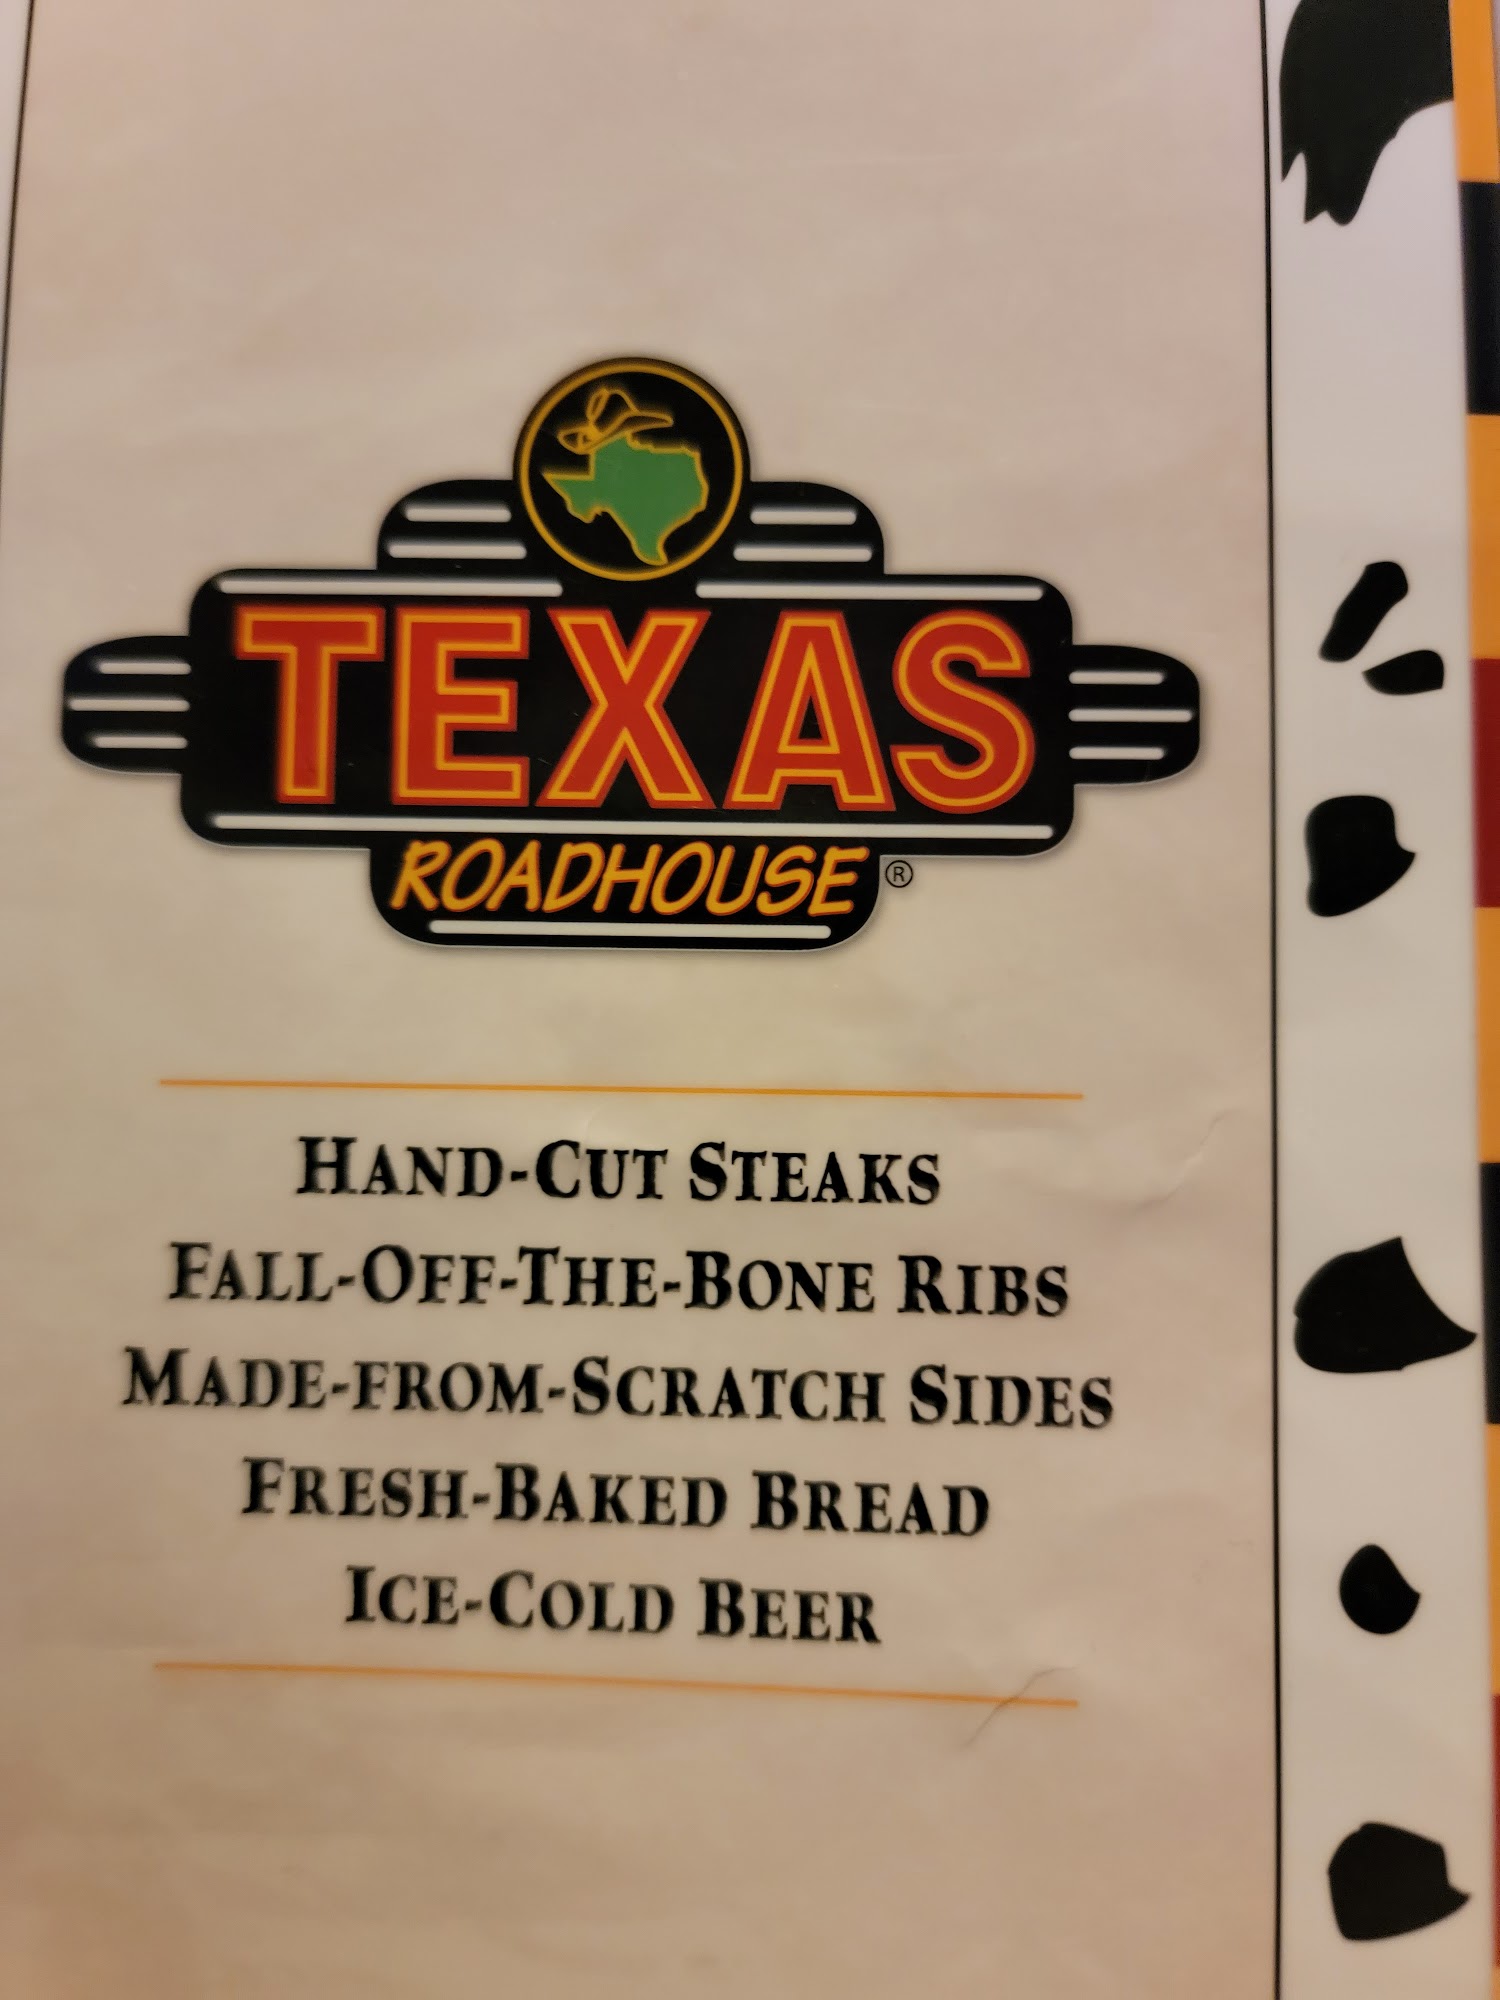 TEXAS
ROADHOUSE®
HAND-CUT STEAKS
FALL-OFF-THE-BONE RIBS
MADE-FROM-SCRATCH SIDES
FRESH-BAKED BREAD
ICE-COLD BEER